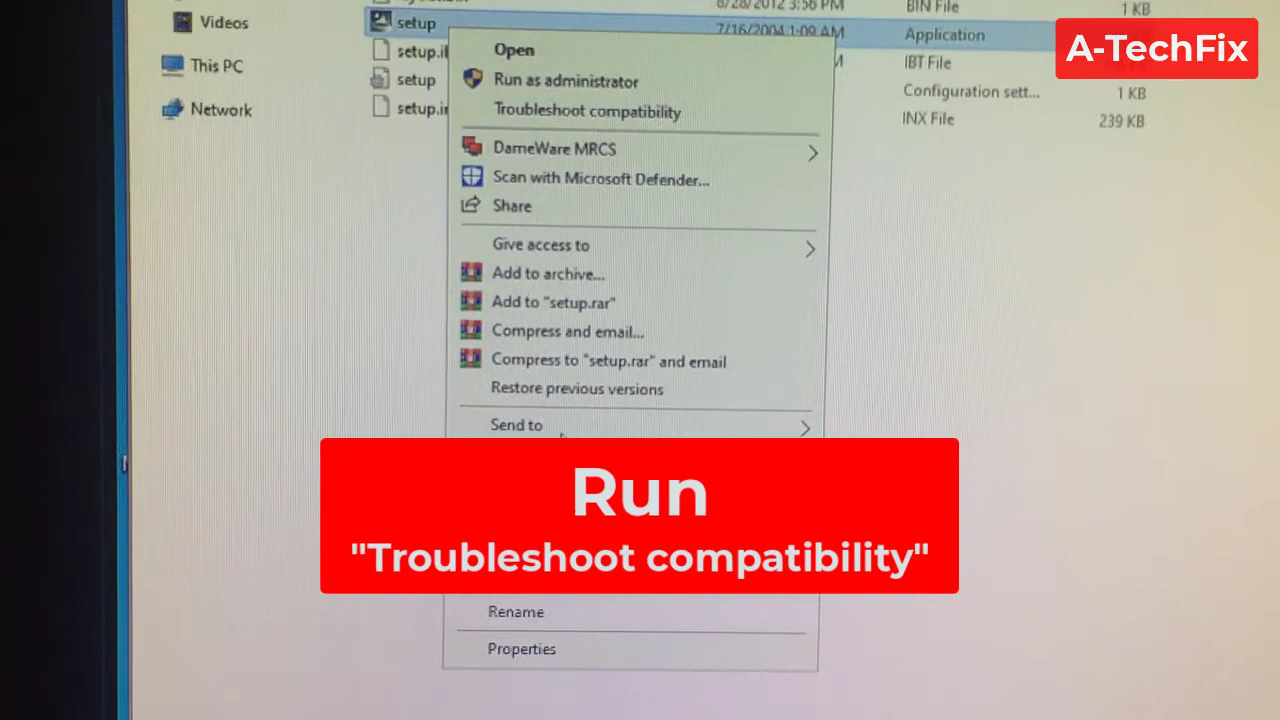 8/28/2012 3:56 PM BIN File 1 KB
Videos setup 7/16/2004 1:09 AM Application
A-TechFix
Open
This PC setup. IBT File
Run as administrator
setup Configuration sett... 1 KB
Network Troubleshoot compatibility
setup.in INX File 239 KB
DameWare MRCS
Scan with Microsoft Defender...
Share
Give access to
Add to archive...
Add to "setup.rar"
Compress and email...
Compress to "setup.rar" and email
Restore previous versions
Send to
Run
"Troubleshoot compatibility"
Rename
Properties